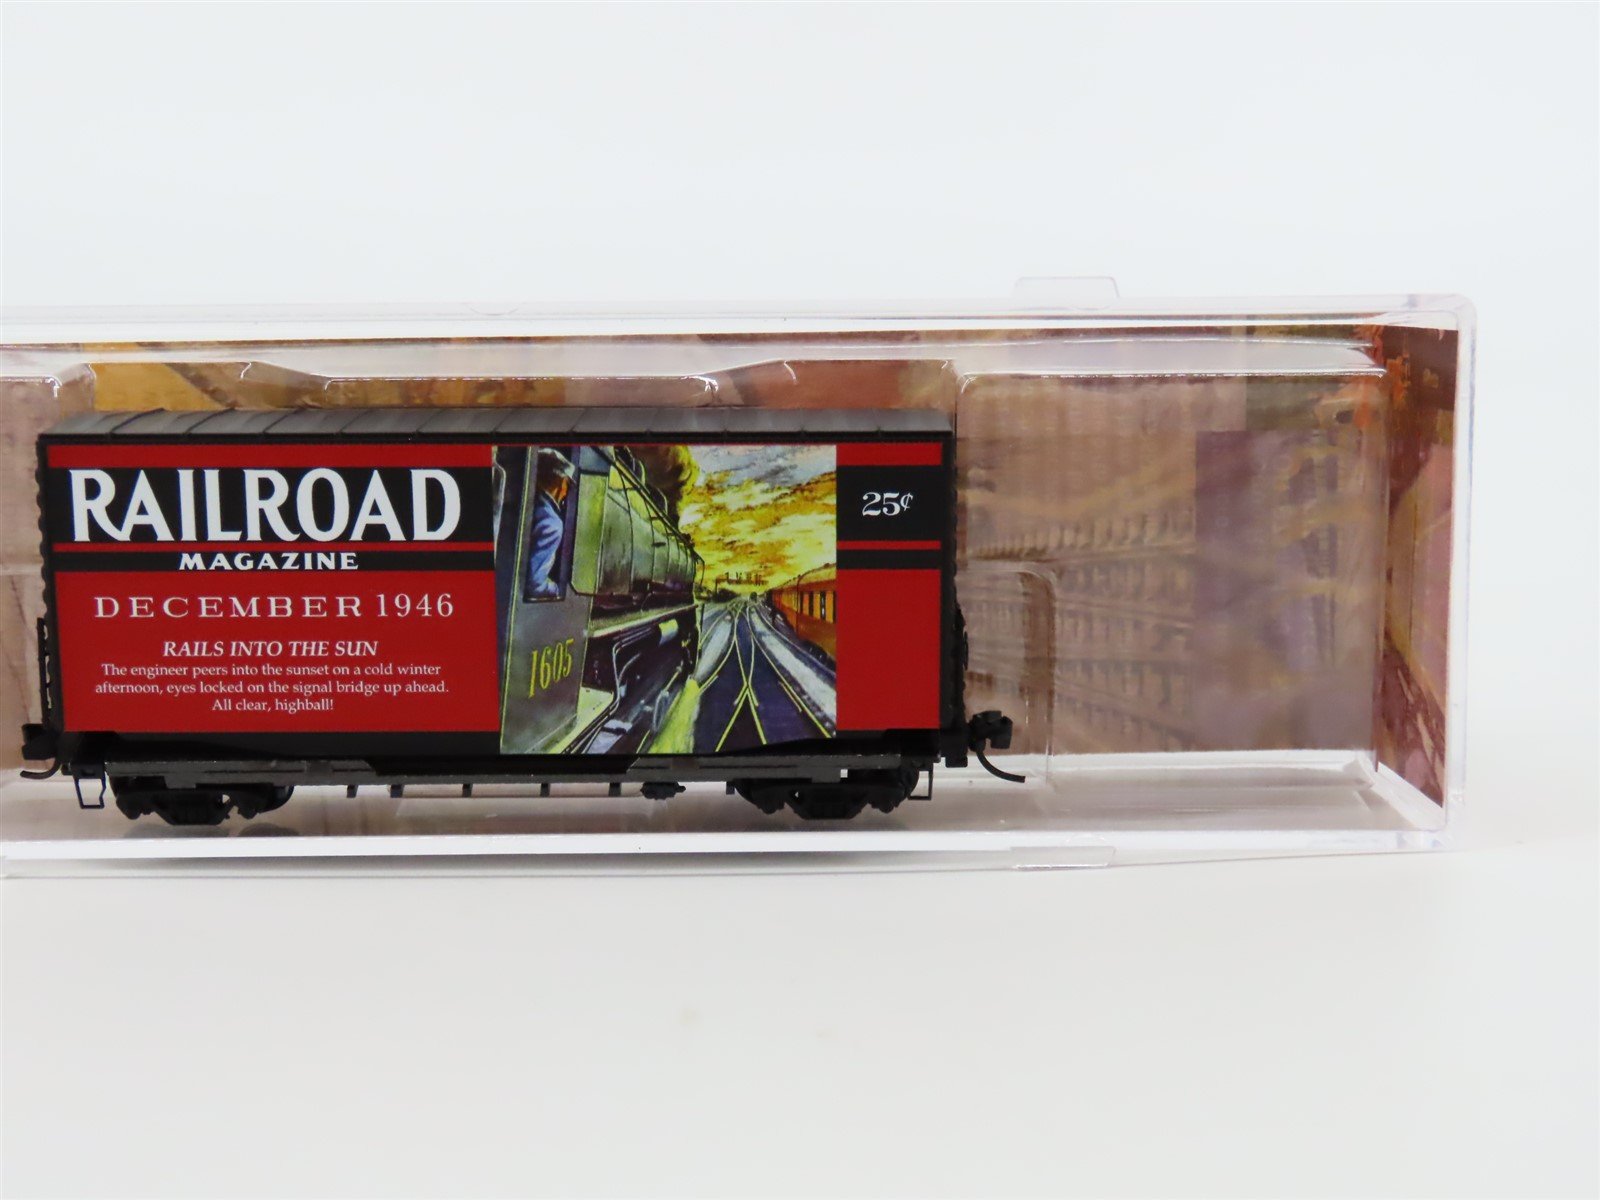 RAILROAD
MAGAZINE
DECEMBER 1946
RAILS INTO THE SUN
The engineer peers into the sunset on a cold winter
afternoon, eyes locked on the signal bridge up ahead.
All clear, highball!
1605
25¢